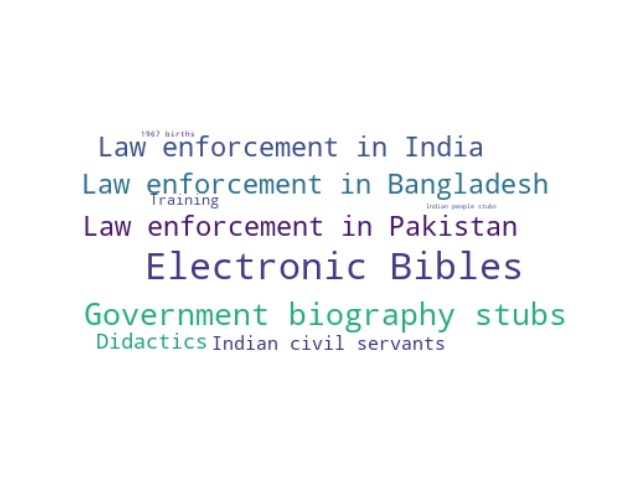 1967 births
Law enforcement in India
Law enforcement in Bangladesh
Training
Indian people stubs
Law enforcement in Pakistan
Electronic Bibles
Government biography stubs
Didactics
Indian civil servants